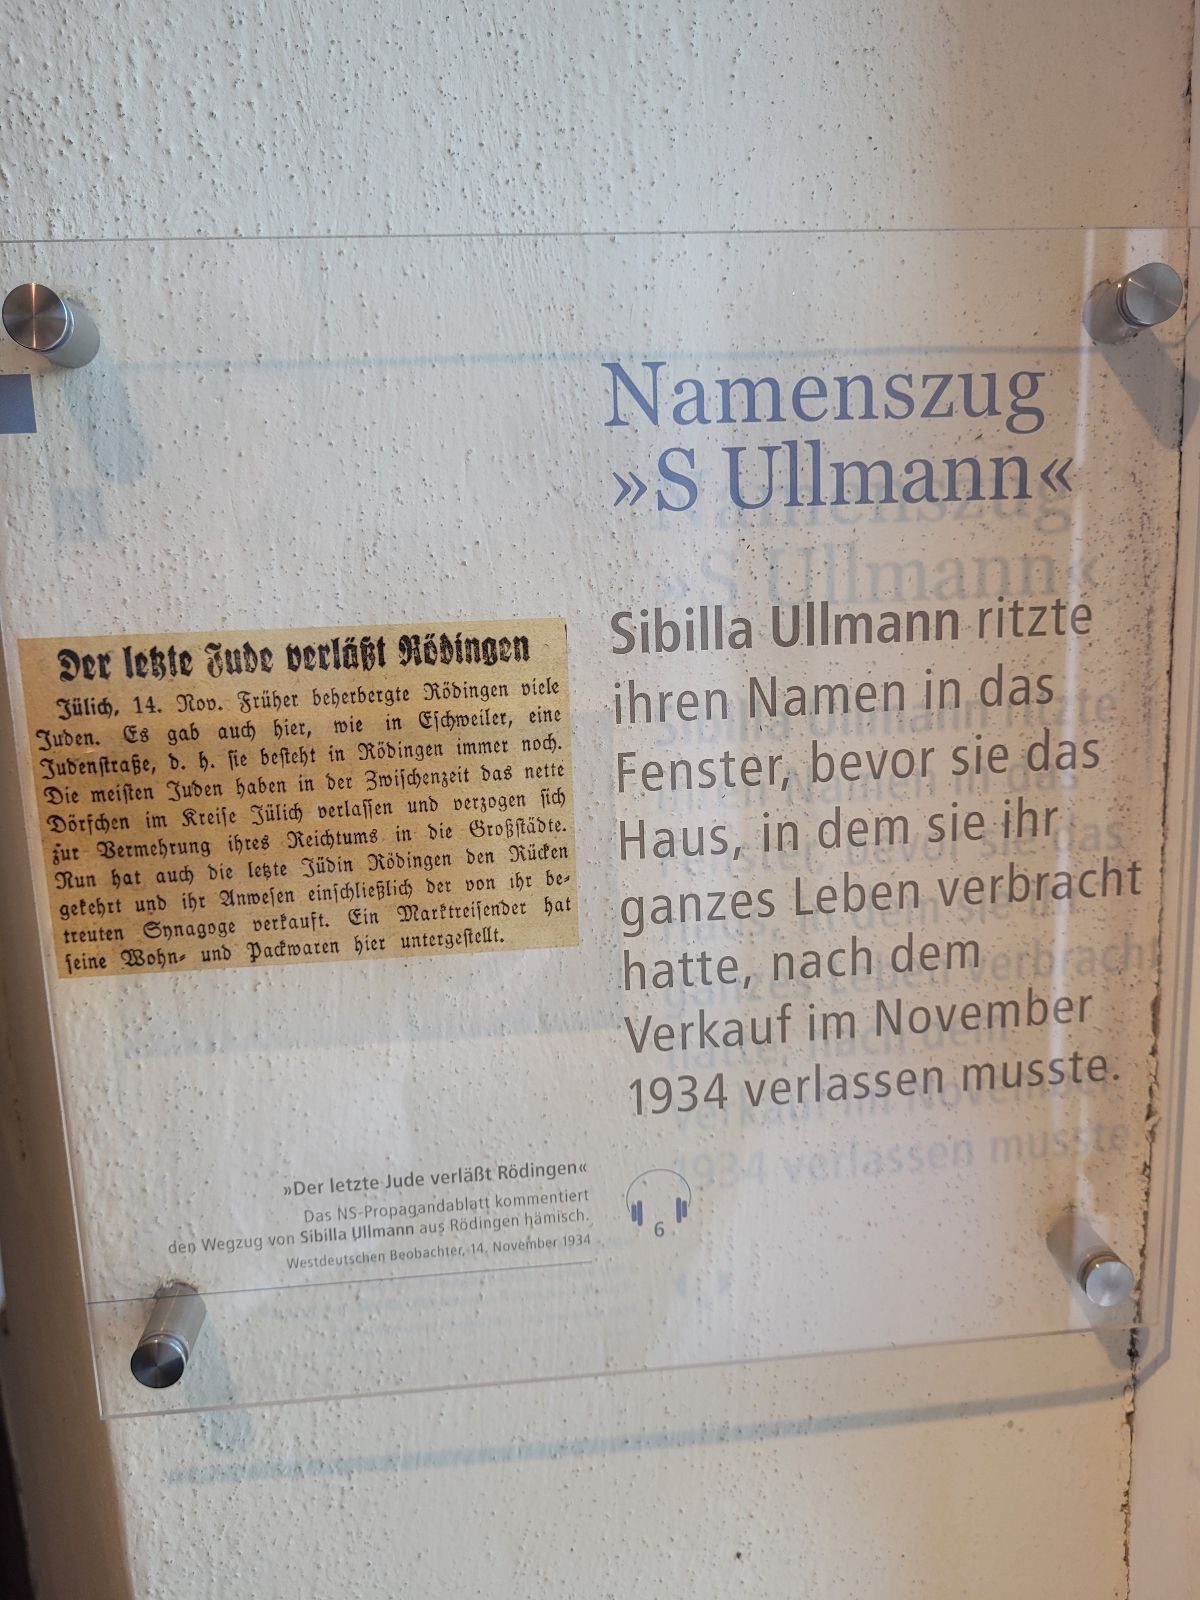 Namenszug
»S Ullmann«
Sibilla Ullmann ritzte
ihren Namen in das
Fenster, bevor sie das
Haus, in dem sie ihr
ganzes Leben verbracht
hatte, nach dem
Verkauf im November
1934 verlassen musste.
Der letzte Jude verläßt Rödingen
Jülich, 14. Nov. Früher beherbergte Rödingen viele
Juden. Es gab auch hier, wie in Eschweiler, eine
Judenstraße, d. h. sie besteht in Rödingen immer noch.
Die meisten Juden haben in der Zwischenzeit das nette
Dörfchen im Kreise Jülich verlassen und verzogen sich
zur Vermehrung ihres Reichtums in die Großstädte.
Nun hat auch die letzte Jüdin Rödingen den Rücken
gekehrt und ihr Anwesen einschließlich der von ihr be-
treuten Synagoge verkauft. Ein Marktreisender hat
seine Wohn- und Packwaren hier untergestellt.
»Der letzte Jude verläßt Rödingen«
Das NS-Propagandablatt kommentiert
den Wegzug von Sibilla Ullmann aus Rödingen hämisch.
Westdeutschen Beobachter, 14. November 1934
6